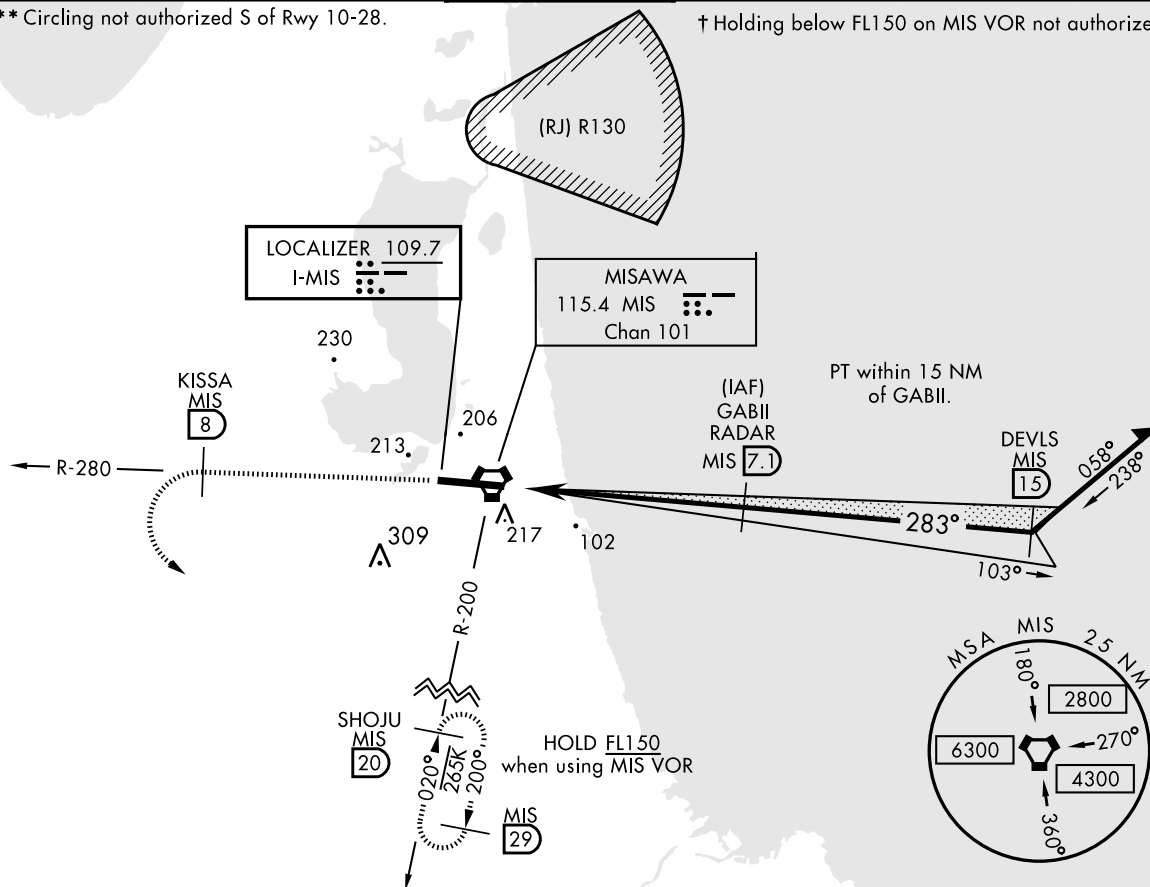 ** Circling not authorized S of Rwy 10-28.
† Holding below FL150 on MIS VOR not authorize
(RJ) R130
LOCALIZER 109.7
I-MIS
MISAWA
115.4 MIS
Chan 101
230
KISSA
MIS
8
206
213
(IAF)
GABII
RADAR
MIS 7.1
PT within 15 NM
of GABII.
DEVLS
MIS
15
058°
238°
R-280
283°
103°
309
217
102
R-200
MSA MIS 25 NM
180°
2800
6300
270°
4300
360°
SHOJU
MIS
20
020°
265K
200°
HOLD FL150
when using MIS VOR
MIS
29